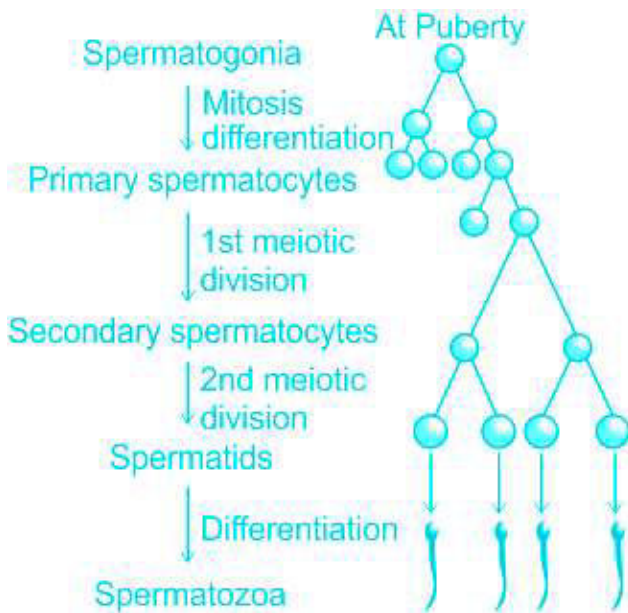 At Puberty
Spermatogonia
Mitosis
differentiation
Primary spermatocytes
1st meiotic
division
Secondary spermatocytes
2nd meiotic
division
Spermatids
Differentiation
Spermatozoa